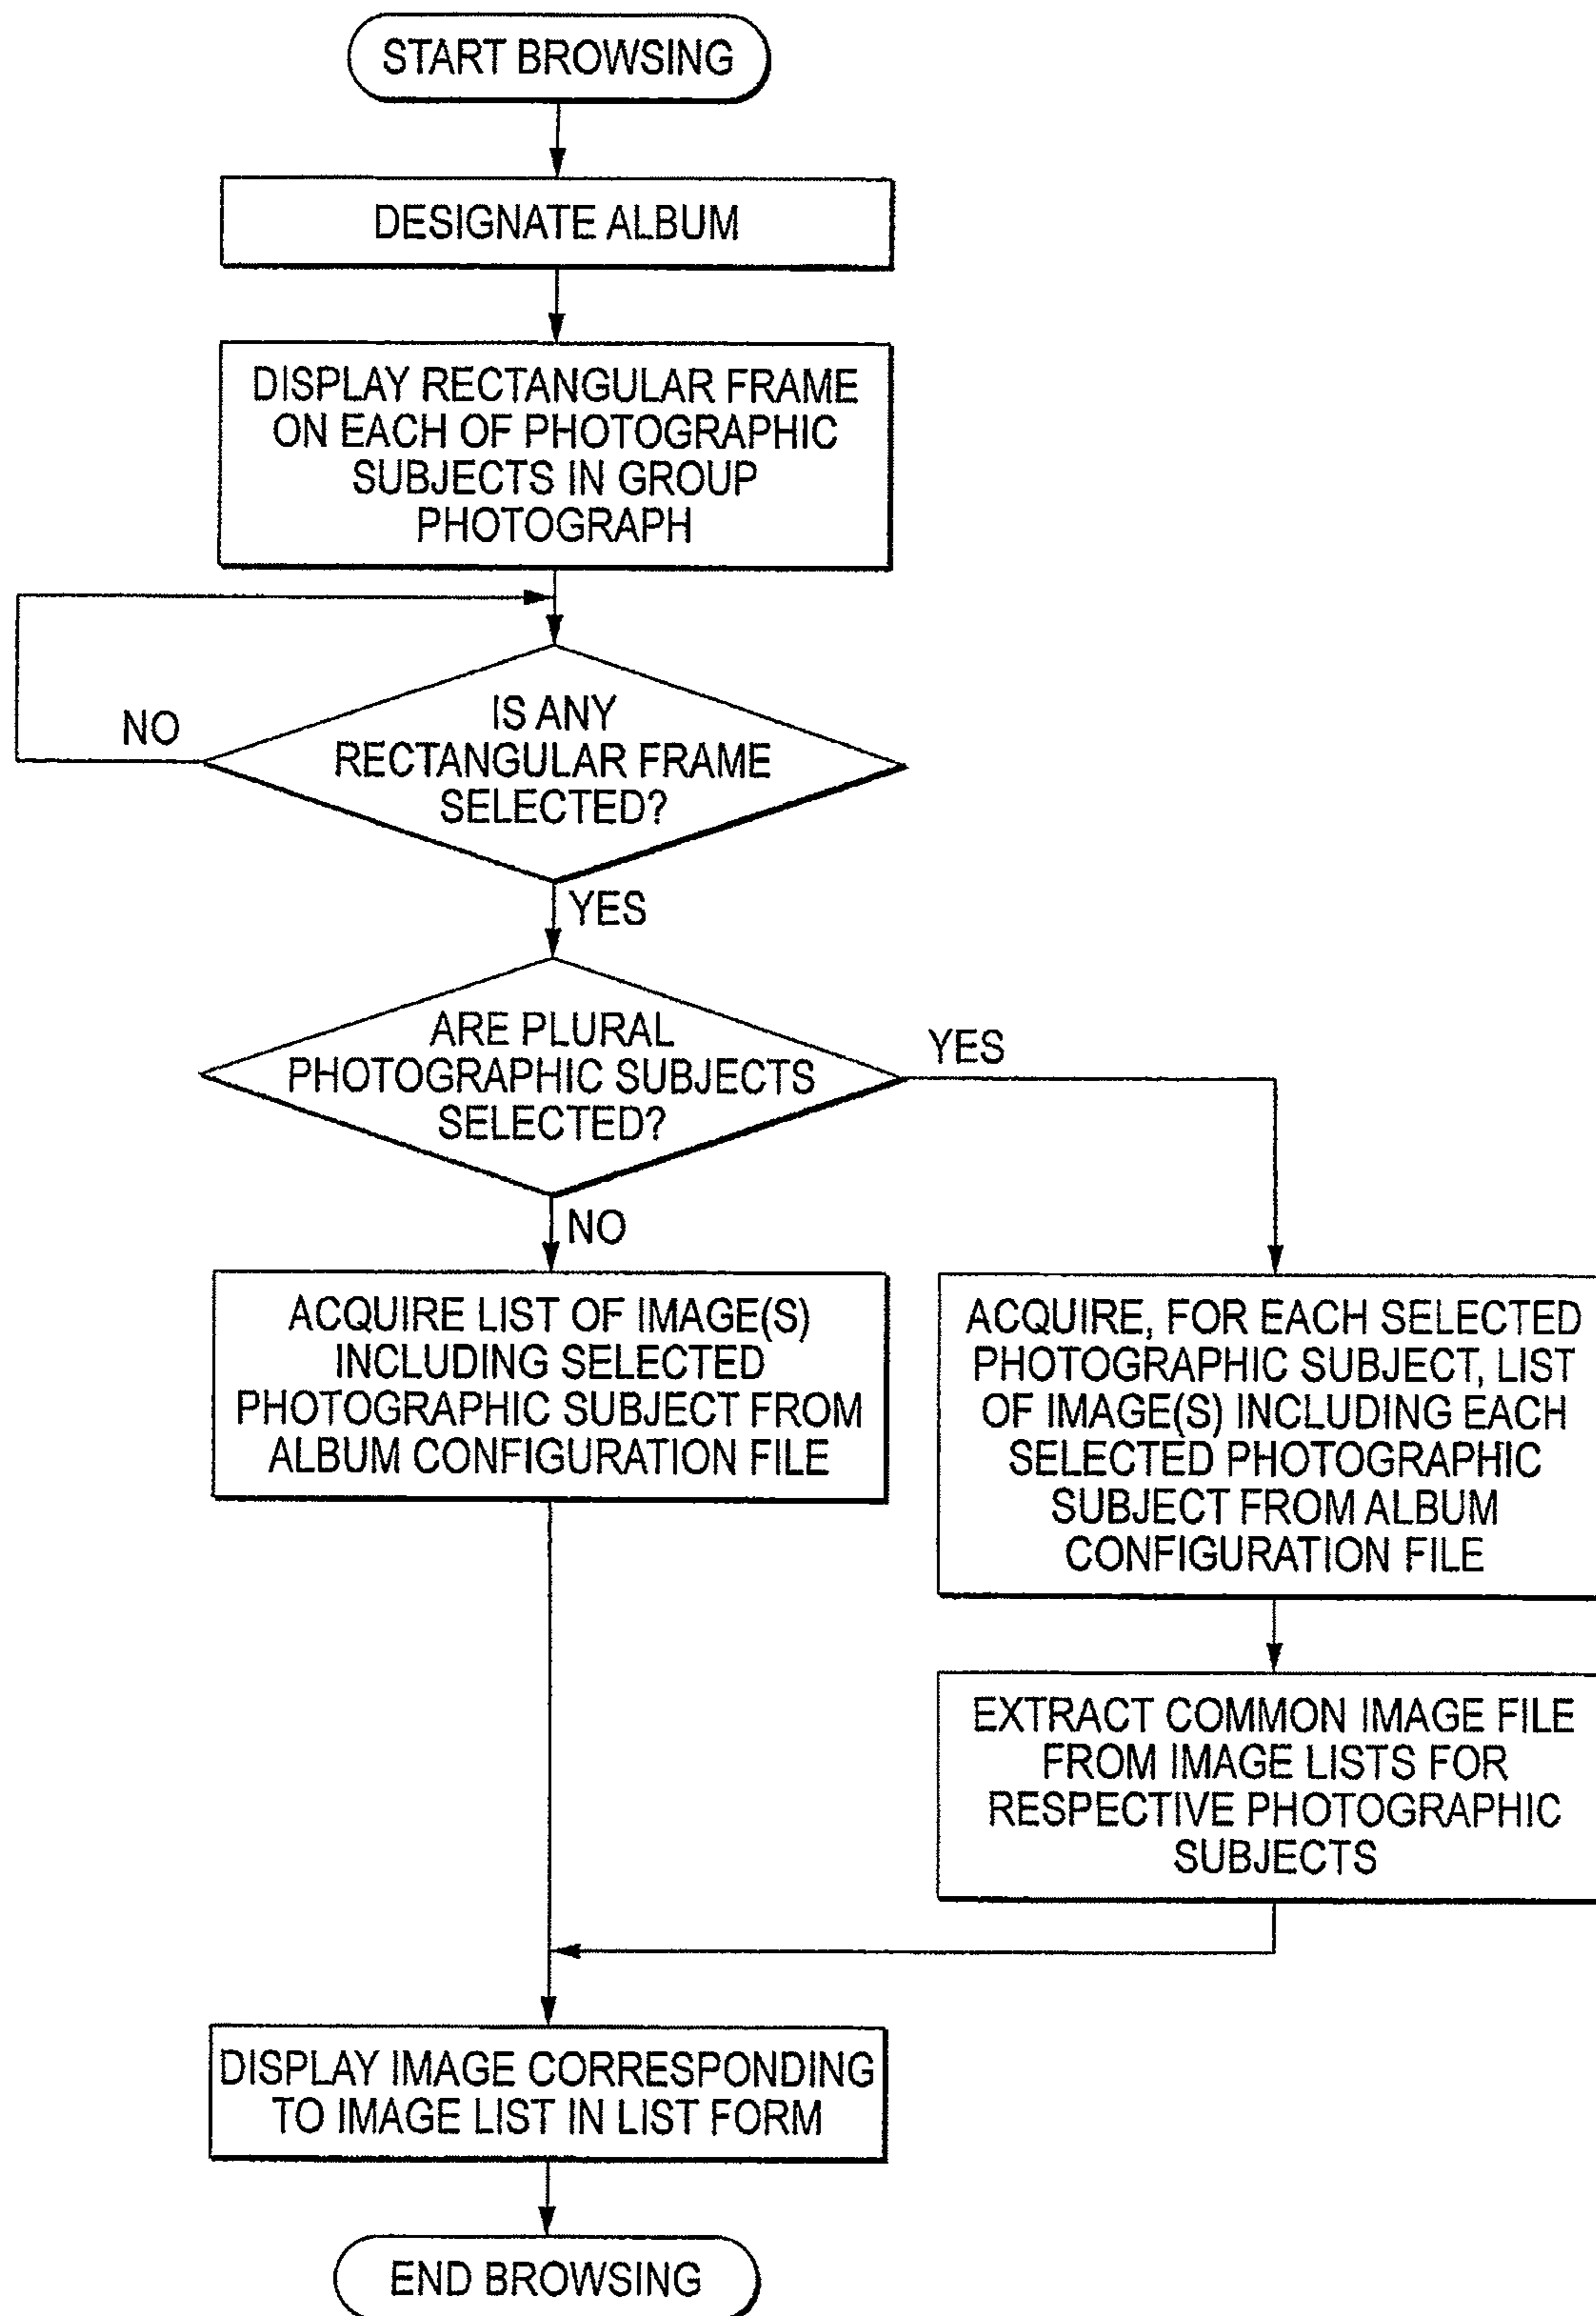 START BROWSING
DESIGNATE ALBUM
DISPLAY RECTANGULAR FRAME
ON EACH OF PHOTOGRAPHIC
SUBJECTS IN GROUP
PHOTOGRAPH
NO
IS ANY
RECTANGULAR FRAME
SELECTED?
YES
ARE PLURAL
PHOTOGRAPHIC SUBJECTS
SELECTED?
YES
NO
ACQUIRE LIST OF IMAGE(S)
INCLUDING SELECTED
PHOTOGRAPHIC SUBJECT FROM
ALBUM CONFIGURATION FILE
ACQUIRE, FOR EACH SELECTED
PHOTOGRAPHIC SUBJECT, LIST
OF IMAGE(S) INCLUDING EACH
SELECTED PHOTOGRAPHIC
SUBJECT FROM ALBUM
CONFIGURATION FILE
EXTRACT COMMON IMAGE FILE
FROM IMAGE LISTS FOR
RESPECTIVE PHOTOGRAPHIC
SUBJECTS
DISPLAY IMAGE CORRESPONDING
TO IMAGE LIST IN LIST FORM
END BROWSING